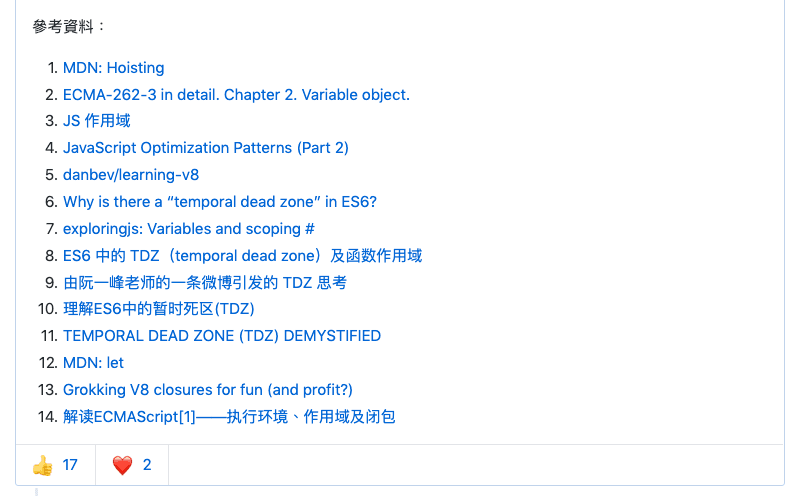 參考資料：
1. MDN: Hoisting
2. ECMA-262-3 in detail. Chapter 2. Variable object.
3. JS 作用域
4. JavaScript Optimization Patterns (Part 2)
5. danbev/learning-v8
6. Why is there a “temporal dead zone” in ES6?
7. exploringjs: Variables and scoping #
8. ES6 中的 TDZ（temporal dead zone）及函数作用域
9. 由阮一峰老师的一条微博引发的 TDZ 思考
10. 理解ES6中的暂时死区(TDZ)
11. TEMPORAL DEAD ZONE (TDZ) DEMYSTIFIED
12. MDN: let
13. Grokking V8 closures for fun (and profit?)
14. 解读ECMAScript[1]——执行环境、作用域及闭包
👍 17 ❤️ 2